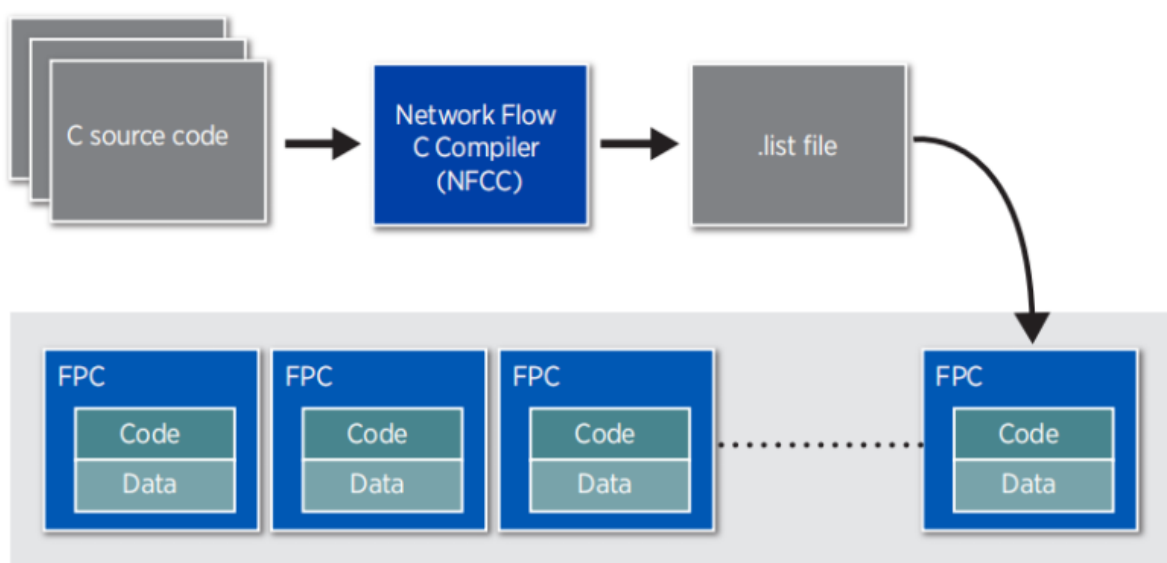 C source code
Network Flow
C Compiler
(NFCC)
.list file
FPC
Code
Data
FPC
Code
Data
FPC
Code
Data
FPC
Code
Data